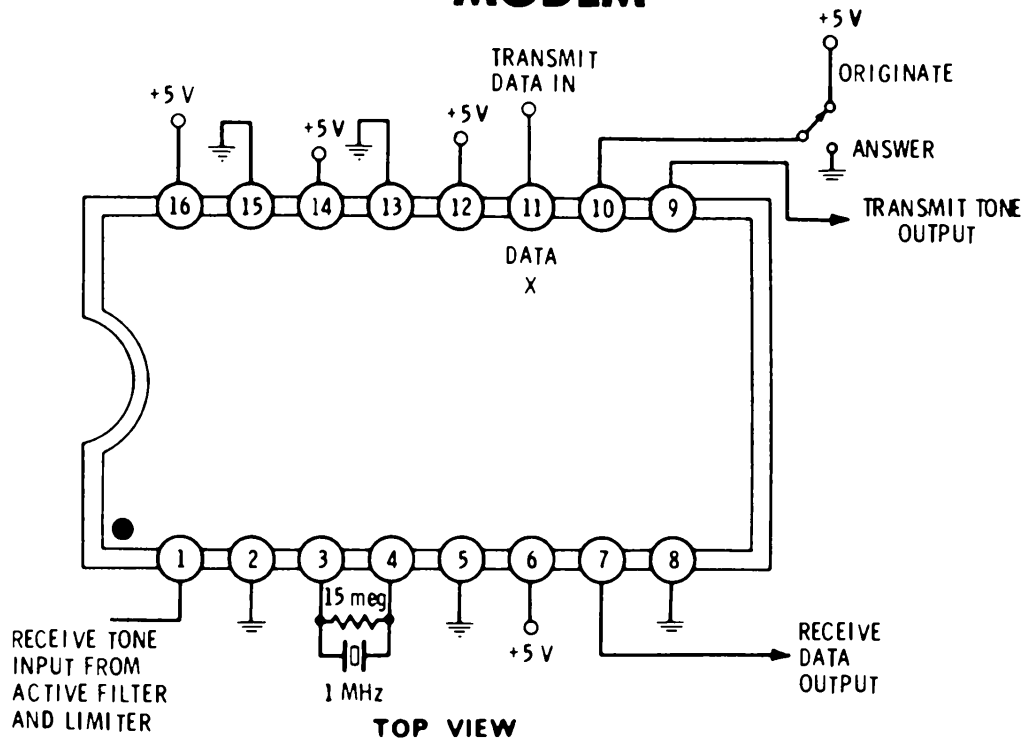 MODEM
+5 V
ORIGINATE
ANSWER
TRANSMIT
DATA IN
+5 V
+5 V
+5 V
16
15
14
13
12
11
10
9
TRANSMIT TONE
OUTPUT
DATA
X
1
2
3
4
5
6
7
8
15 meg
1 MHz
+5 V
RECEIVE TONE
INPUT FROM
ACTIVE FILTER
AND LIMITER
RECEIVE
DATA
OUTPUT
TOP VIEW